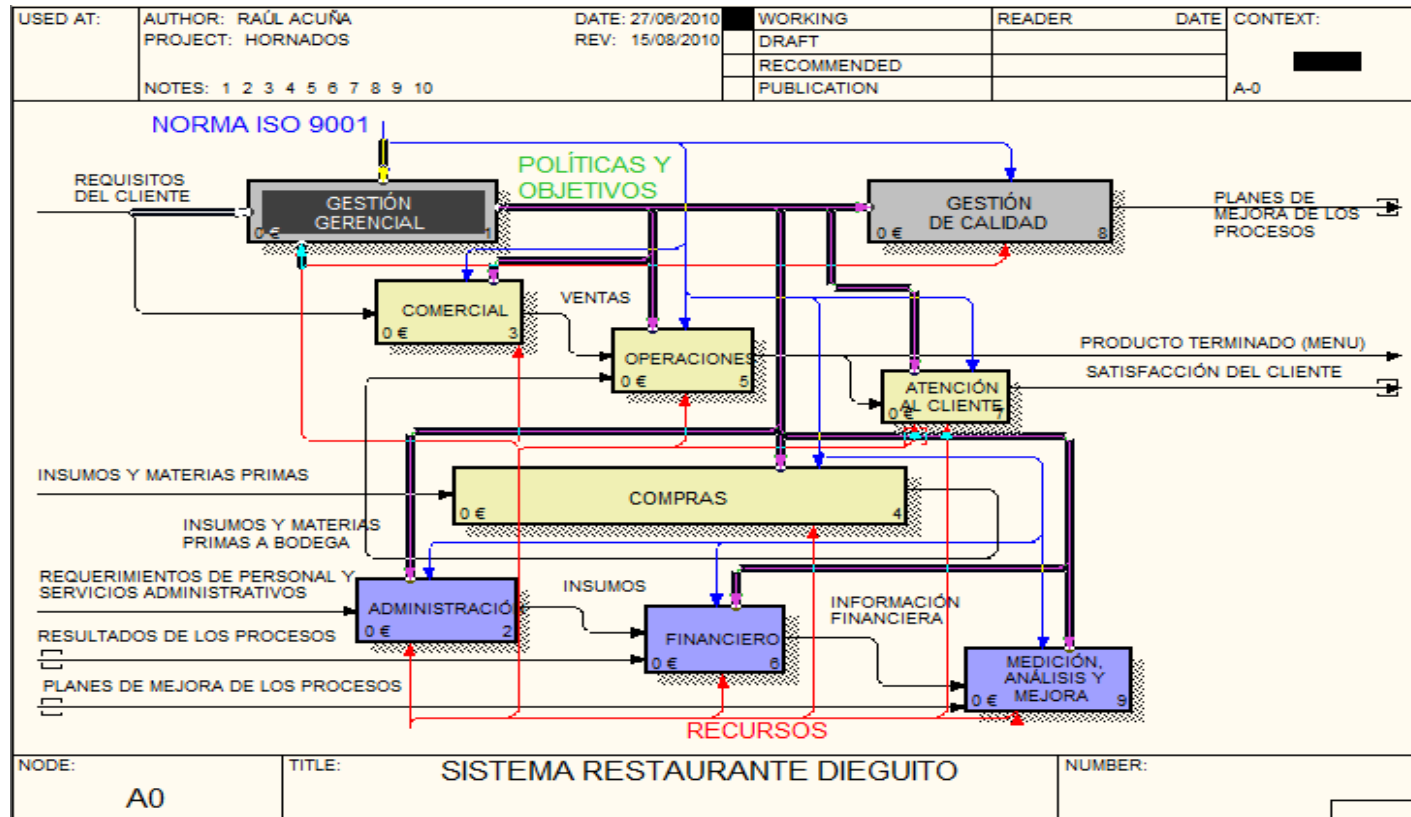 USED AT:
AUTHOR: RAÚL ACUÑA
DATE: 27/06/2010
WORKING
READER
DATE
CONTEXT:
PROJECT: HORNADOS
REV: 15/08/2010
DRAFT
RECOMMENDED
NOTES: 1 2 3 4 5 6 7 8 9 10
PUBLICATION
A-0
NORMA ISO 9001
POLÍTICAS Y
OBJETIVOS
REQUISITOS
DEL CLIENTE
GESTIÓN
GERENCIAL
0 €
1
GESTIÓN
DE CALIDAD
0 €
8
PLANES DE
MEJORA DE LOS
PROCESOS
COMERCIAL
0 €
3
VENTAS
OPERACIONES
0 €
5
PRODUCTO TERMINADO (MENU)
SATISFACCIÓN DEL CLIENTE
ATENCIÓN
AL CLIENTE
0 €
7
INSUMOS Y MATERIAS PRIMAS
COMPRAS
0 €
4
INSUMOS Y MATERIAS
PRIMAS A BODEGA
REQUERIMIENTOS DE PERSONAL Y
SERVICIOS ADMINISTRATIVOS
ADMINISTRACIÓ
0 €
2
INSUMOS
FINANCIERO
0 €
6
INFORMACIÓN
FINANCIERA
RESULTADOS DE LOS PROCESOS
MEDICIÓN,
ANÁLISIS Y
MEJORA
0 €
9
PLANES DE MEJORA DE LOS PROCESOS
RECURSOS
NODE:
A0
TITLE:
SISTEMA RESTAURANTE DIEGUITO
NUMBER: